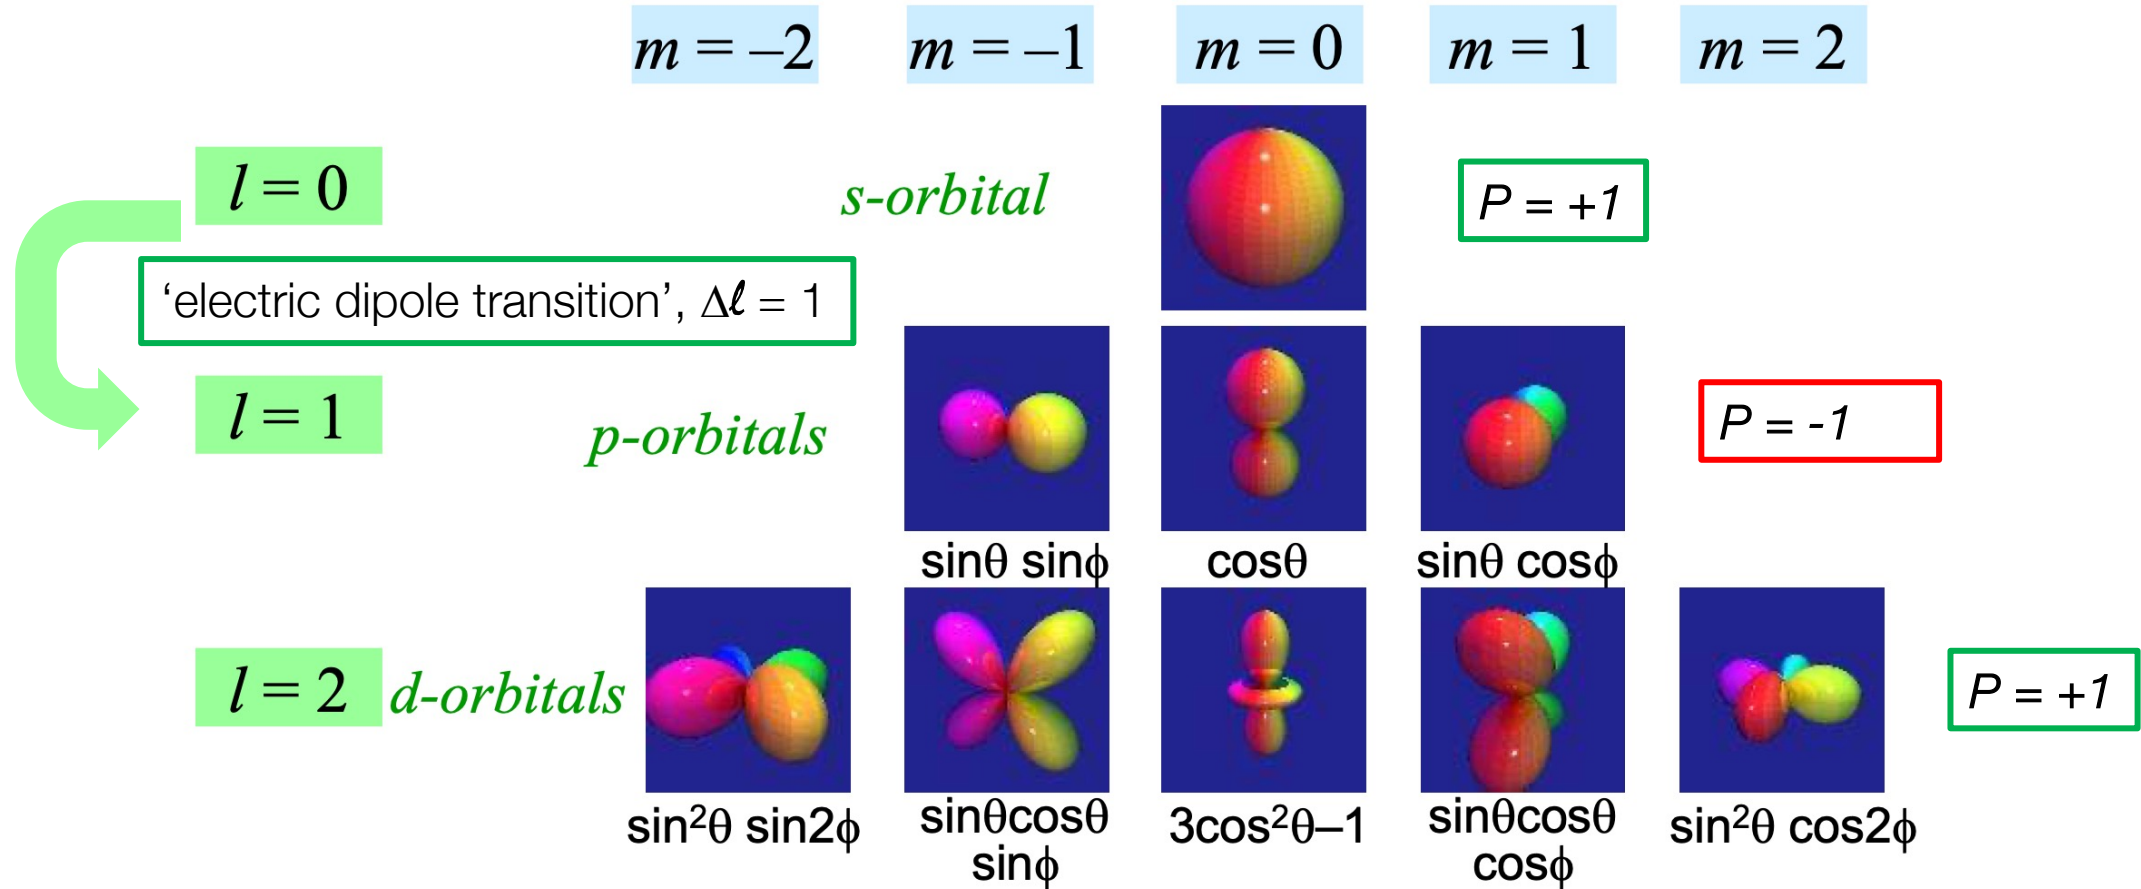 m = –2 m = –1 m = 0 m = 1 m = 2
l = 0 s-orbital P = +1
‘electric dipole transition’, Δℓ = 1
l = 1 p-orbitals P = -1
sinθ sinϕ cosθ sinθ cosϕ
l = 2 d-orbitals P = +1
sin²θ sin2ϕ sinθcosθ 3cos²θ–1 sinθcosθ sin²θ cos2ϕ
sinϕ cosϕ